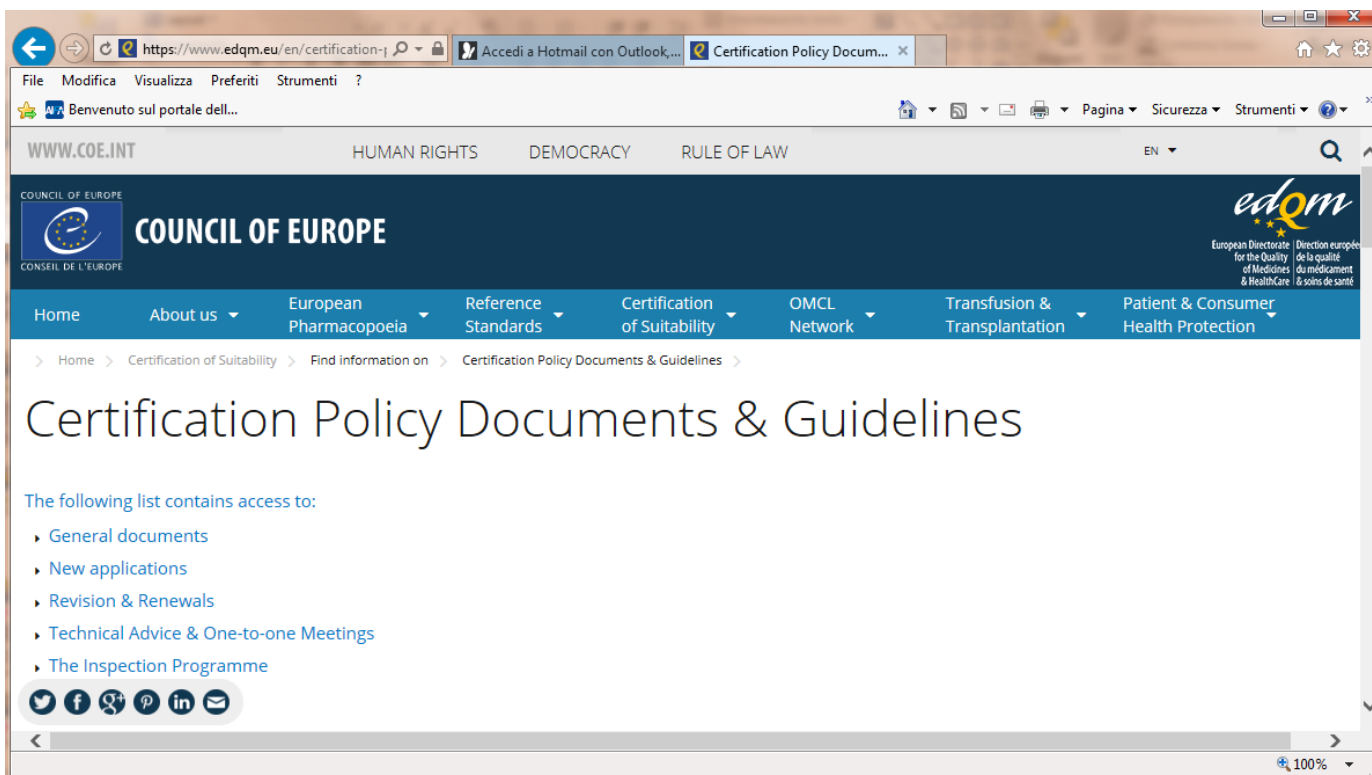 https://www.edqm.eu/en/certification-p
Accedi a Hotmail con Outlook,...
Certification Policy Docum...
File Modifica Visualizza Preferiti Strumenti ?
Benvenuto sul portale dell...
Pagina Sicurezza Strumenti
WWW.COE.INT HUMAN RIGHTS DEMOCRACY RULE OF LAW EN
COUNCIL OF EUROPE
CONSEIL DE L'EUROPE
COUNCIL OF EUROPE
edqm
European Directorate
for the Quality
of Medicines
& HealthCare
Direction europée
de la qualité
du médicament
& soins de santé
Home
About us
European
Pharmacopoeia
Reference
Standards
Certification
of Suitability
OMCL
Network
Transfusion &
Transplantation
Patient & Consumer
Health Protection
> Home > Certification of Suitability > Find information on > Certification Policy Documents & Guidelines >
Certification Policy Documents & Guidelines
The following list contains access to:
General documents
New applications
Revision & Renewals
Technical Advice & One-to-one Meetings
The Inspection Programme
100%